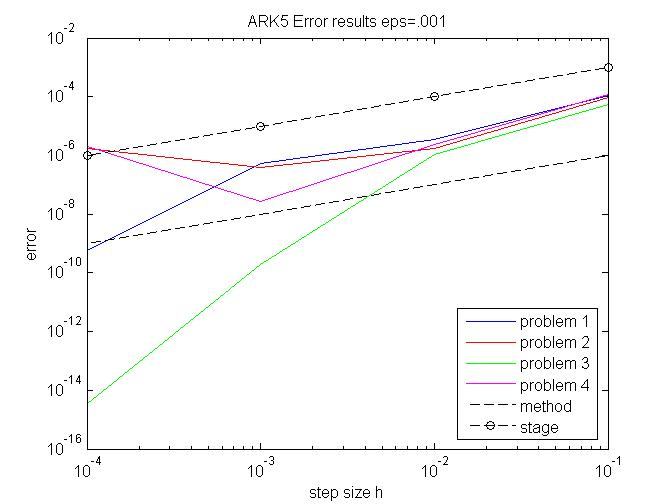 ARK5 Error results eps=.001
10^-2
10^-4
10^-6
10^-8
10^-10
10^-12
10^-14
10^-16
error
problem 1
problem 2
problem 3
problem 4
method
stage
10^-4 10^-3 10^-2 10^-1
step size h